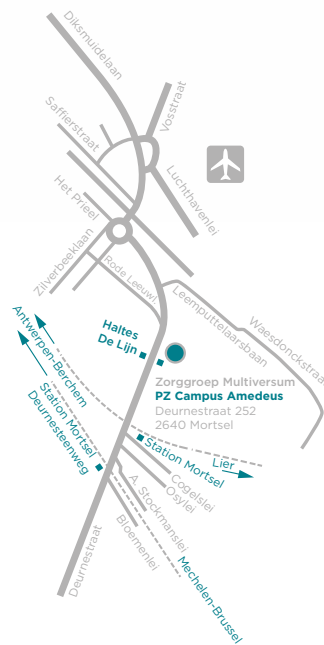 Diksmuidelaan
Vosstraat
Saffierstraat
Luchthavenlei
Het Prieel
Zilverbeeklaan
Rode Leeuwl.
Leemputtelaarsbaan
Waesdonckstraat
Antwerpen-Berchem
Haltes
De Lijn
Zorggroep Multiversum
PZ Campus Amedeus
Deurnestraat 252
2640 Mortsel
Station Mortsel
Deurnesteenweg
Station Mortsel
Lier
Cogelslei
Osylei
A. Stockmanslei
Bloemenlei
Deurnestraat
Mechelen-Brussel